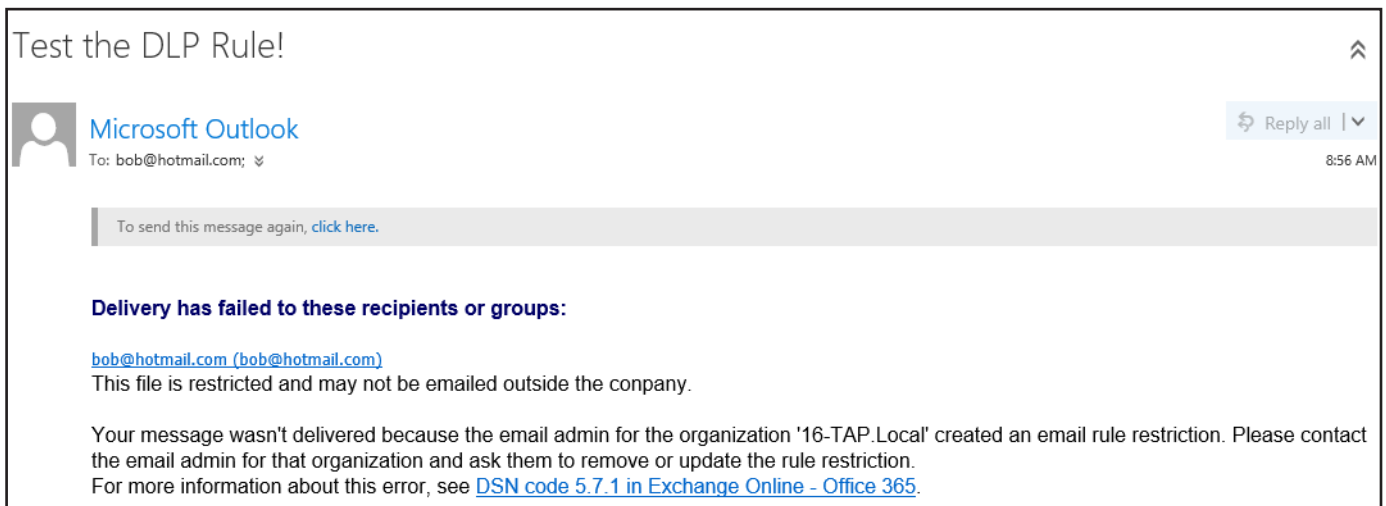 Test the DLP Rule!
Microsoft Outlook
Reply all
To: bob@hotmail.com;
8:56 AM
To send this message again, click here.
Delivery has failed to these recipients or groups:
bob@hotmail.com (bob@hotmail.com)
This file is restricted and may not be emailed outside the conpany.
Your message wasn't delivered because the email admin for the organization '16-TAP.Local' created an email rule restriction. Please contact
the email admin for that organization and ask them to remove or update the rule restriction.
For more information about this error, see DSN code 5.7.1 in Exchange Online - Office 365.